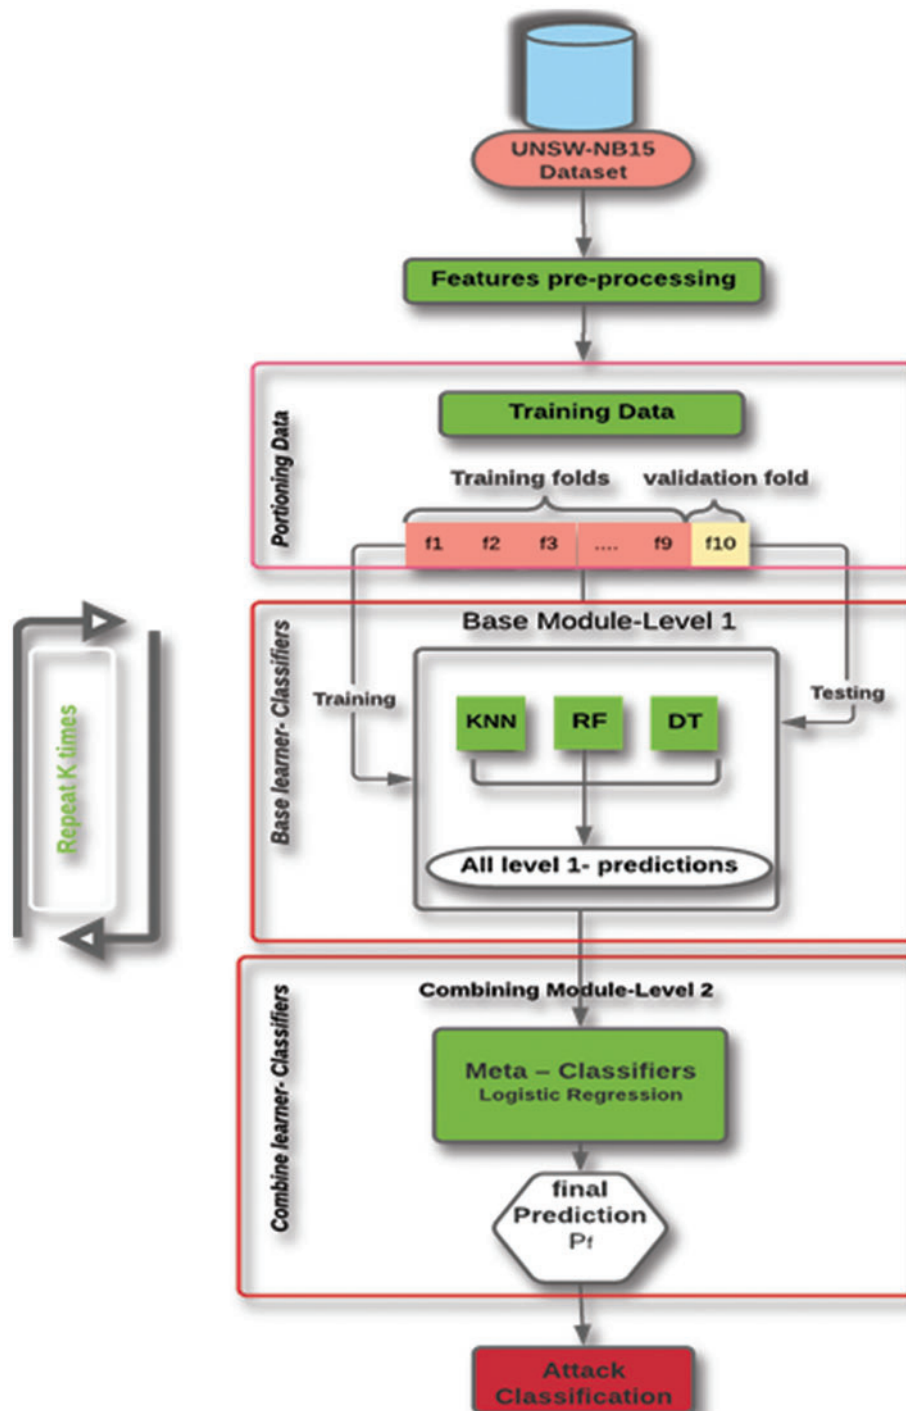 UNSW-NB15
Dataset
Features pre-processing
Portioning Data
Training Data
Training folds
validation fold
f1 f2 f3 .... f9 f10
Repeat K times
Base learner- Classifiers
Base Module-Level 1
Training
Testing
KNN RF DT
All level 1- predictions
Combine learner- Classifiers
Combining Module-Level 2
Meta – Classifiers
Logistic Regression
final
Prediction
Pf
Attack
Classification